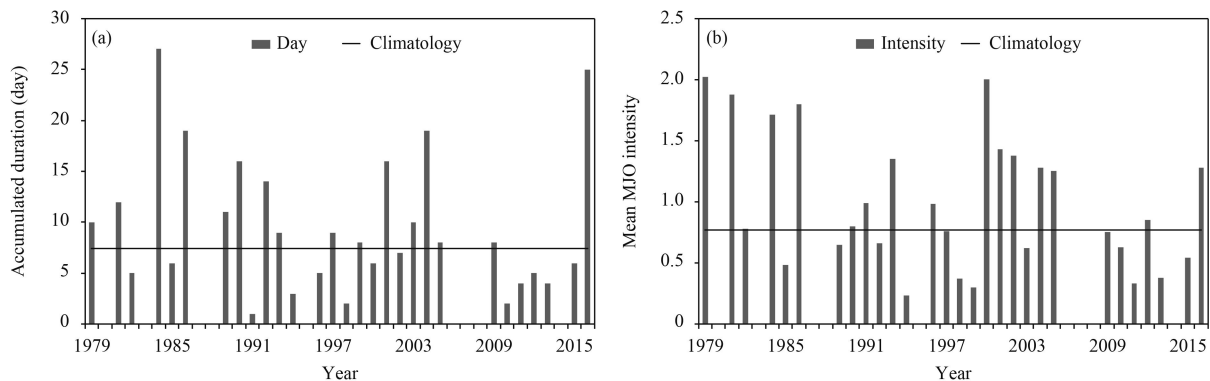 (a)
Day
Climatology
Accumulated duration (day)
30
25
20
15
10
5
0
1979 1985 1991 1997 2003 2009 2015
Year
(b)
Intensity
Climatology
Mean MJO intensity
2.5
2.0
1.5
1.0
0.5
0.0
1979 1985 1991 1997 2003 2009 2015
Year